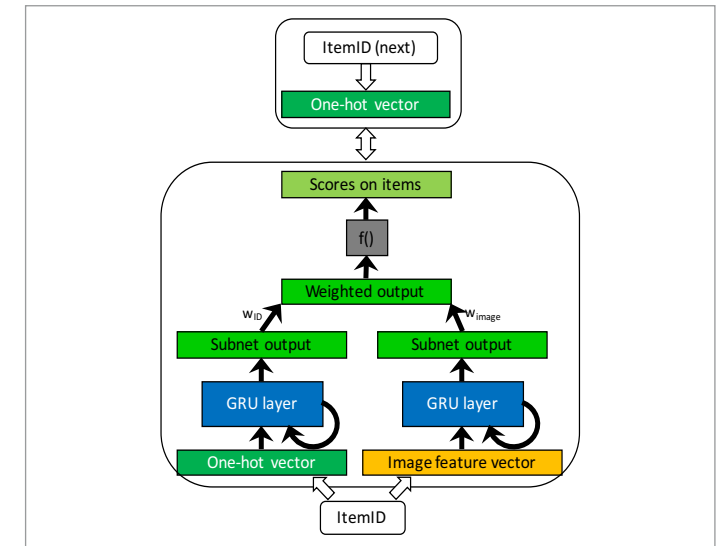 ItemID (next)
One-hot vector
Scores on items
f()
Weighted output
wID
wimage
Subnet output
Subnet output
GRU layer
GRU layer
One-hot vector
Image feature vector
ItemID